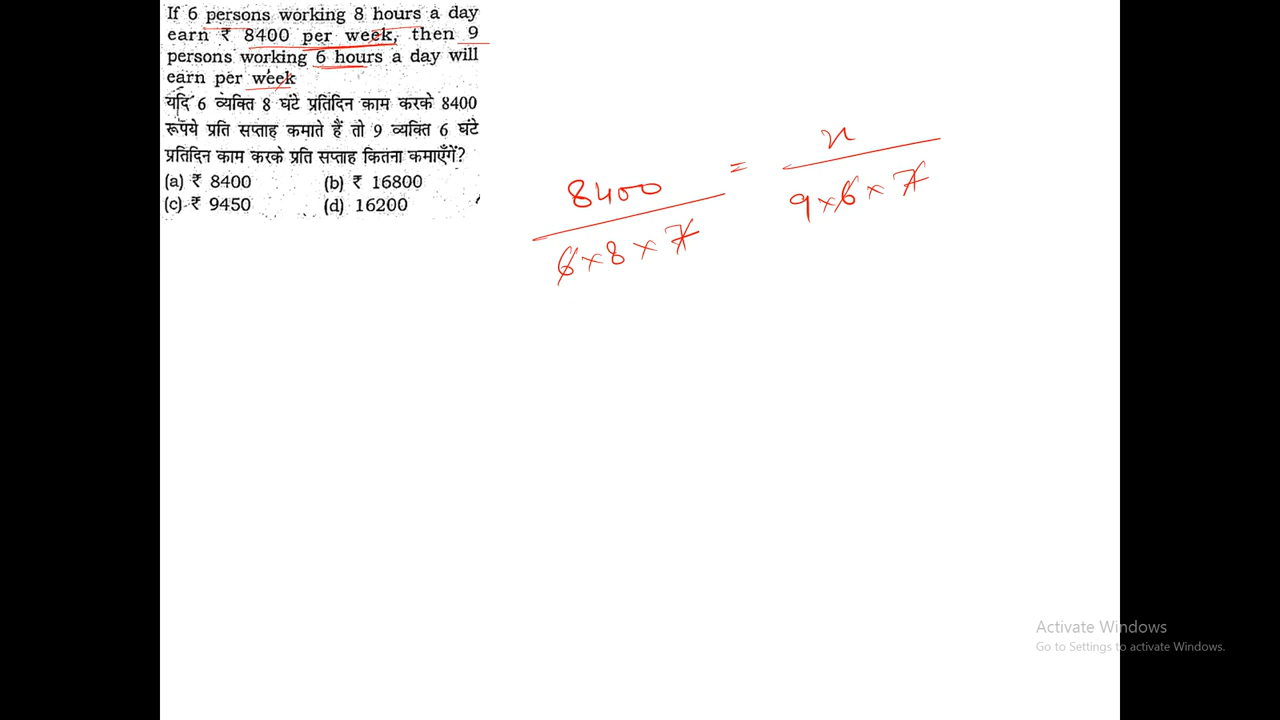 If 6 persons working 8 hours a day
earn ₹ 8400 per week, then 9
persons working 6 hours a day will
earn per week
यदि 6 व्यक्ति 8 घंटे प्रतिदिन काम करके 8400
रूपये प्रति सप्ताह कमाते हैं तो 9 व्यक्ति 6 घंटे
प्रतिदिन काम करके प्रति सप्ताह कितना कमाएँगें?
(a) ₹ 8400 (b) ₹ 16800
(c) ₹ 9450 (d) 16200
8400 = x
6 × 8 × 7 9 × 6 × 7
Activate Windows
Go to Settings to activate Windows.